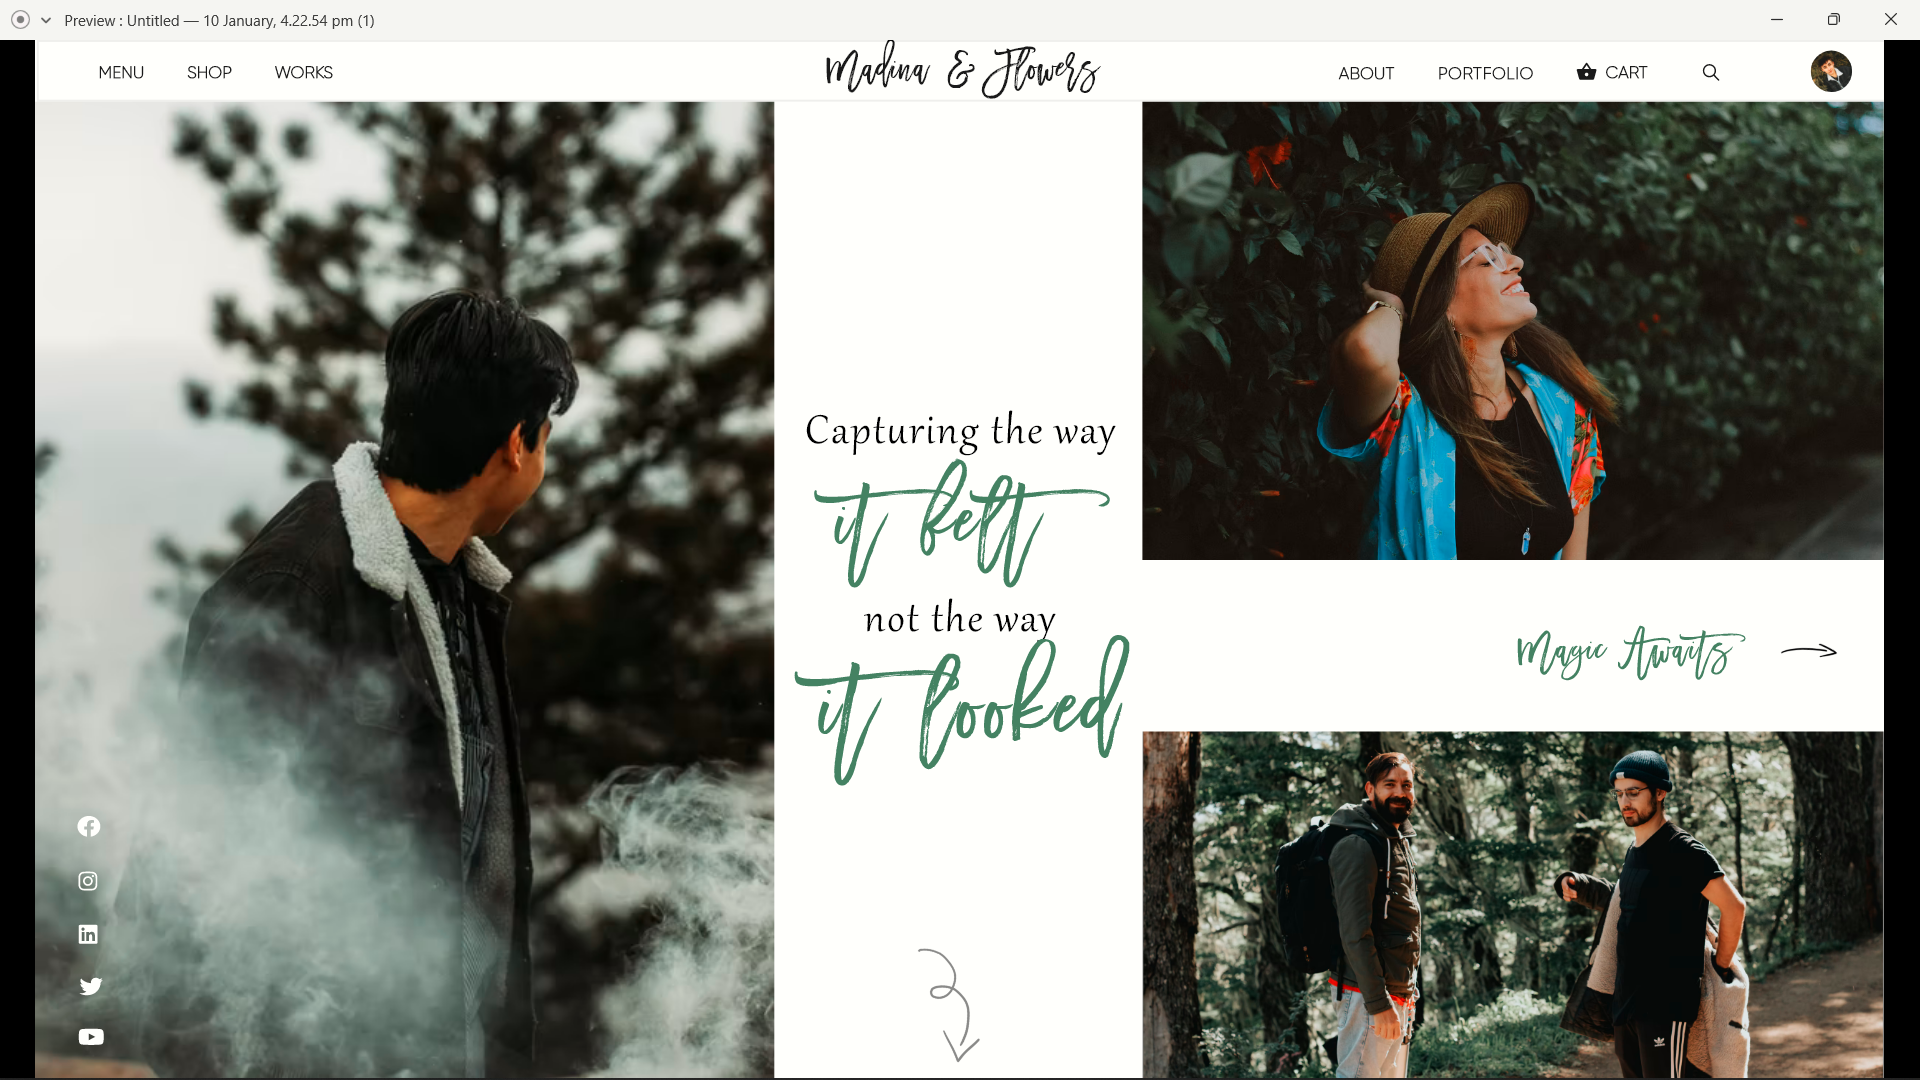 Preview : Untitled — 10 January, 4.22.54 pm (1)
MENU SHOP WORKS Madina & Flowers ABOUT PORTFOLIO CART
Capturing the way
it felt
not the way
it looked
Magic Awaits